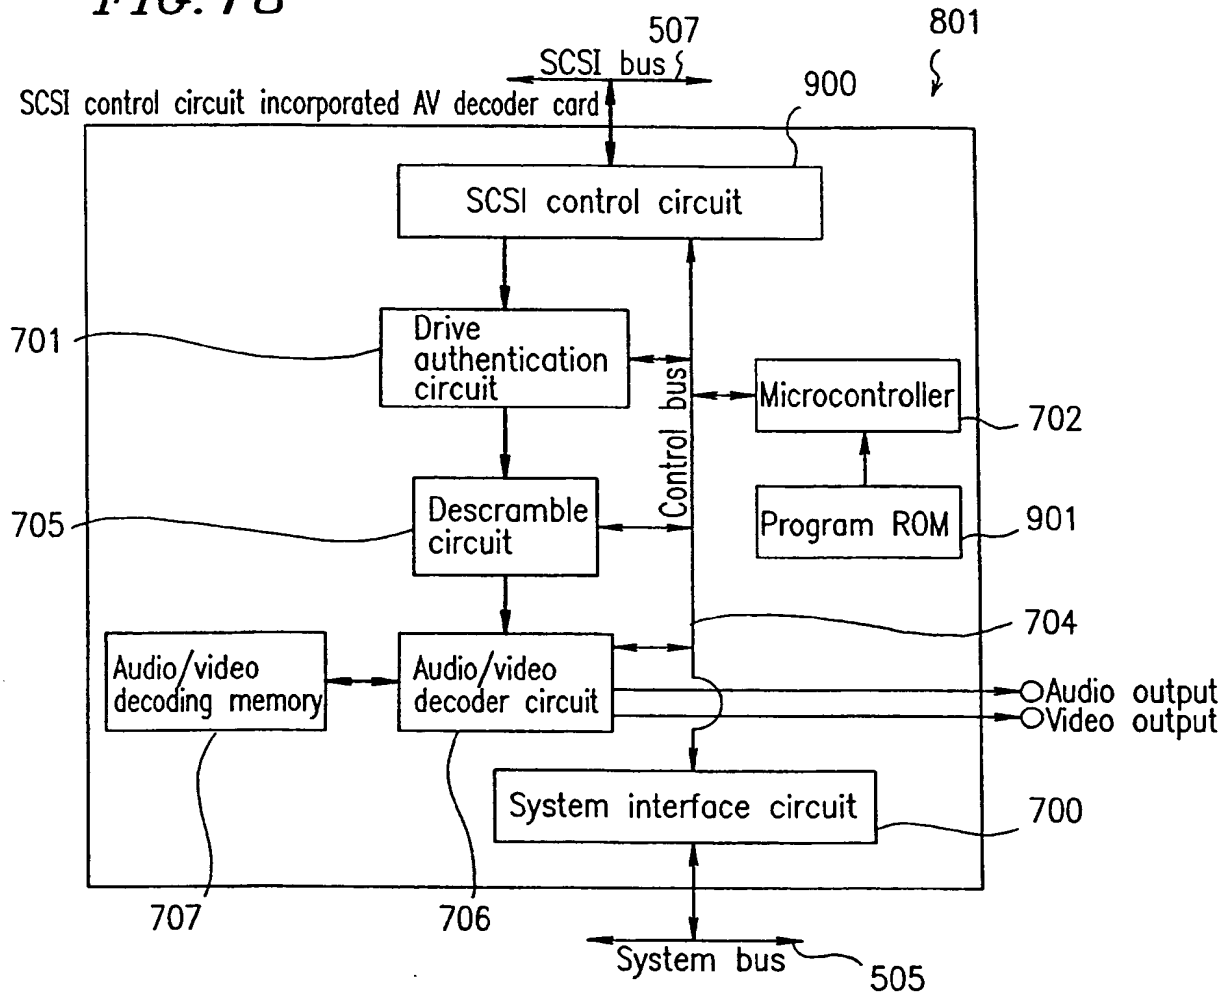 801
507
SCSI bus
900
SCSI control circuit incorporated AV decoder card
SCSI control circuit
701
Drive
authentication
circuit
Control bus
Microcontroller
702
705
Descramble
circuit
Program ROM
901
704
Audio/video
decoding memory
Audio/video
decoder circuit
Audio output
Video output
System interface circuit
700
707
706
System bus
505